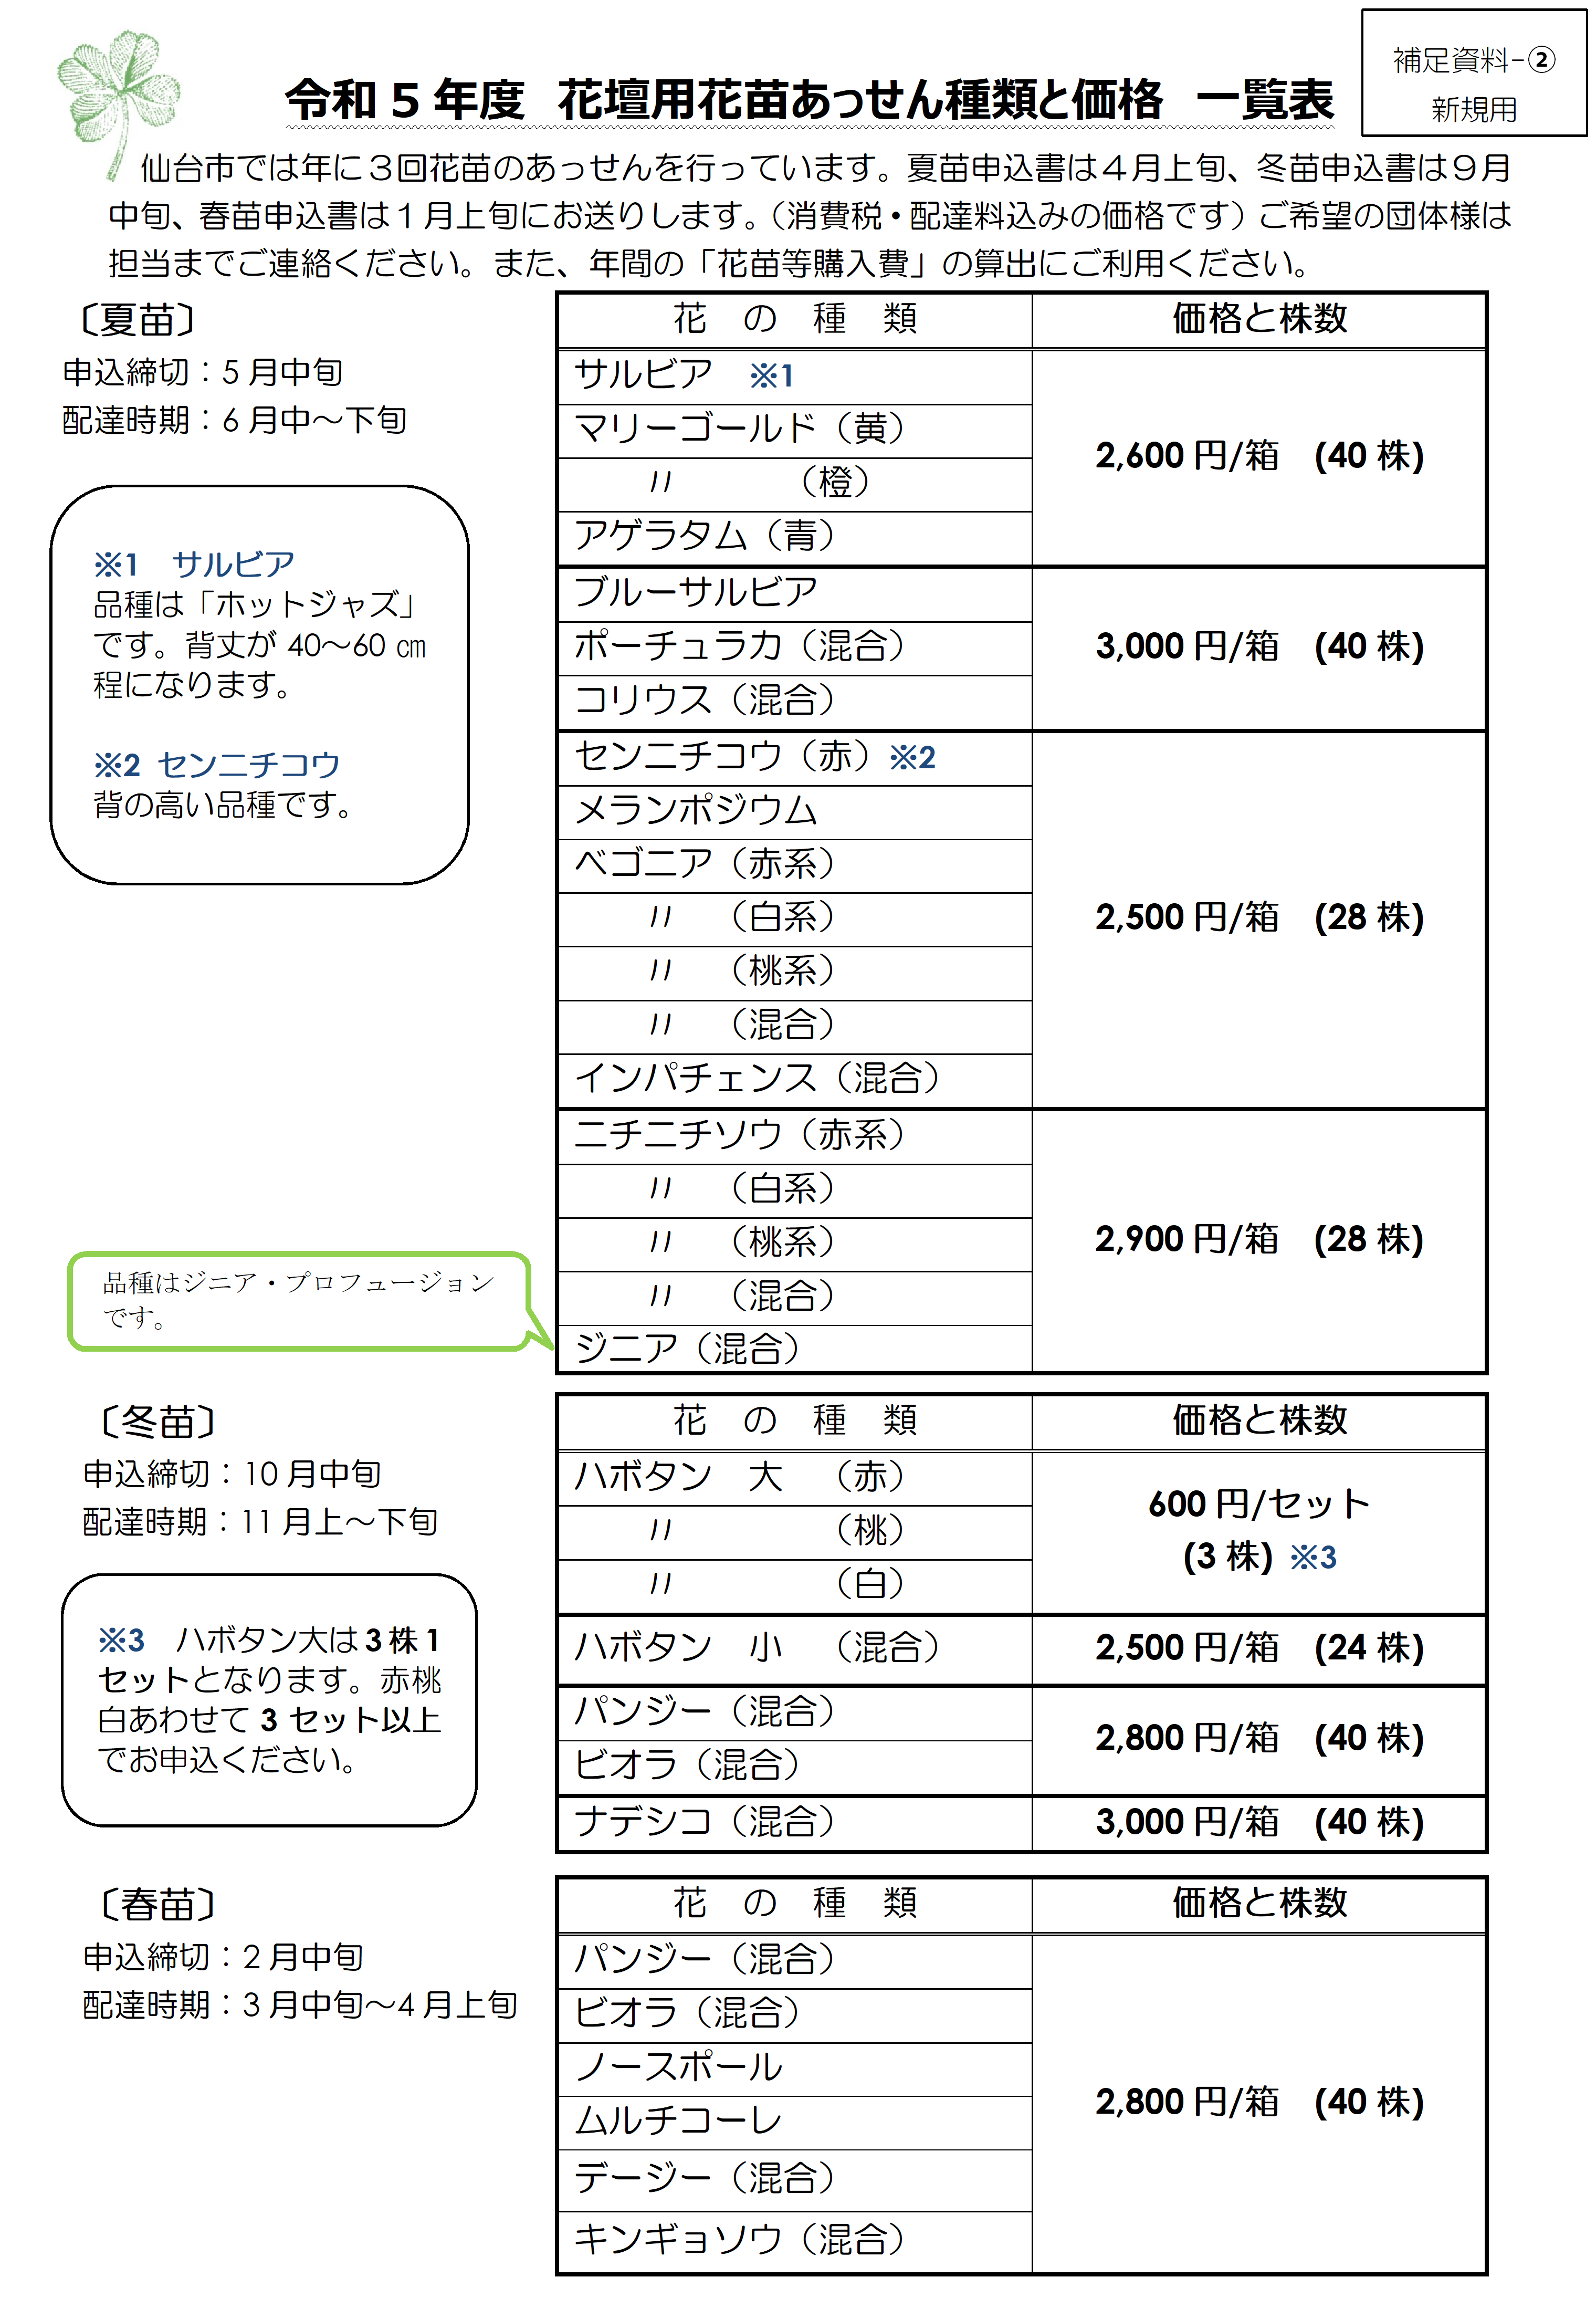 補足資料-②
新規用
令和５年度　花壇用花苗あっせん種類と価格　一覧表
仙台市では年に３回花苗のあっせんを行っています。夏苗申込書は４月上旬、冬苗申込書は９月
中旬、春苗申込書は１月上旬にお送りします。（消費税・配達料込みの価格です）ご希望の団体様は
担当までご連絡ください。また、年間の「花苗等購入費」の算出にご利用ください。
〔夏苗〕
申込締切：5 月中旬
配達時期：6 月中～下旬
※1　サルビア
品種は「ホットジャズ」
です。背丈が 40～60 ㎝
程になります。
※2 センニチコウ
背の高い品種です。
花　の　種　類　価格と株数
サルビア　※1
マリーゴールド（黄）
〃　　　（橙）
アゲラタム（青）
2,600 円/箱　(40 株)
ブルーサルビア
ポーチュラカ（混合）
コリウス（混合）
3,000 円/箱　(40 株)
センニチコウ（赤）※2
メランポジウム
ベゴニア（赤系）
〃　（白系）
〃　（桃系）
〃　（混合）
インパチェンス（混合）
2,500 円/箱　(28 株)
ニチニチソウ（赤系）
〃　（白系）
〃　（桃系）
〃　（混合）
ジニア（混合）
2,900 円/箱　(28 株)
品種はジニア・プロフュージョン
です。
〔冬苗〕
申込締切：10 月中旬
配達時期：11 月上～下旬
※3　ハボタン大は 3 株 1
セットとなります。赤桃
白あわせて 3 セット以上
でお申込ください。
花　の　種　類　価格と株数
ハボタン　大　（赤）
〃　　　　（桃）
〃　　　　（白）
600 円/セット
(3 株) ※3
ハボタン　小　（混合）　2,500 円/箱　(24 株)
パンジー（混合）
ビオラ（混合）
2,800 円/箱　(40 株)
ナデシコ（混合）　3,000 円/箱　(40 株)
〔春苗〕
申込締切：2 月中旬
配達時期：3 月中旬～4 月上旬
花　の　種　類　価格と株数
パンジー（混合）
ビオラ（混合）
ノースポール
ムルチコーレ
デージー（混合）
キンギョソウ（混合）
2,800 円/箱　(40 株)